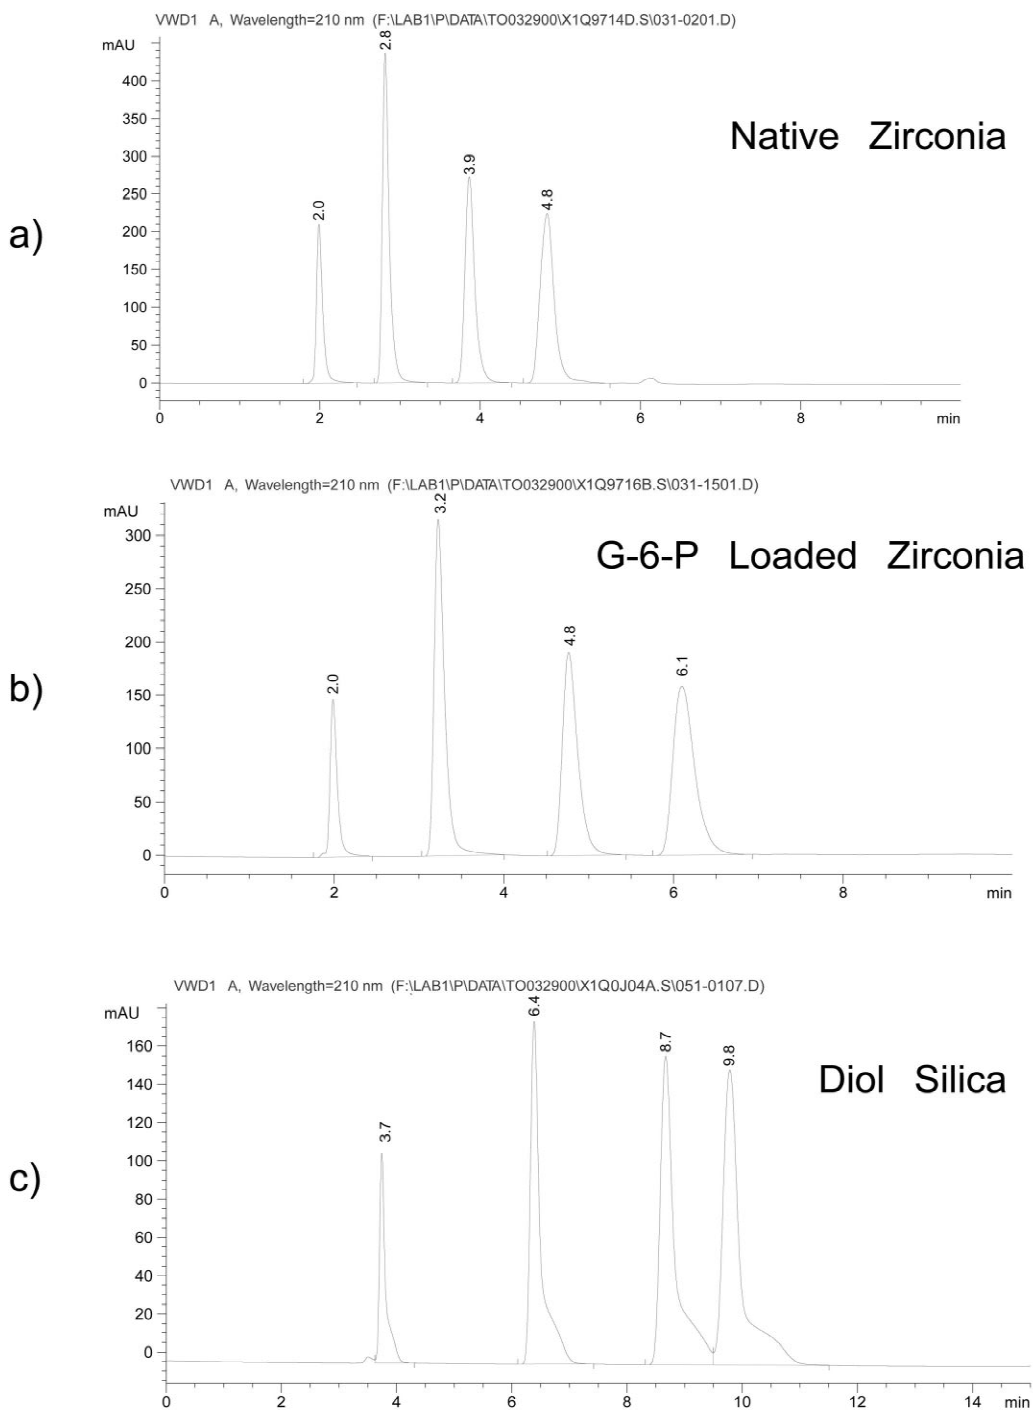 VWD1 A, Wavelength=210 nm (F:\LAB1\P\DATA\TO032900\X1Q9714D.S\031-0201.D)
mAU
2.8
400
Native Zirconia
350
300
3.9
a)
250
2.0
4.8
200
150
100
50
0
0 2 4 6 8 min
VWD1 A, Wavelength=210 nm (F:\LAB1\P\DATA\TO032900\X1Q9716B.S\031-1501.D)
mAU
3.2
300
G-6-P Loaded Zirconia
250
200
4.8
6.1
b)
2.0
150
100
50
0
0 2 4 6 8 min
VWD1 A, Wavelength=210 nm (F:\LAB1\P\DATA\TO032900\X1Q0J04A.S\051-0107.D)
mAU
6.4
160
8.7
9.8
Diol Silica
140
120
3.7
100
c)
80
60
40
20
0
0 2 4 6 8 10 12 14 min